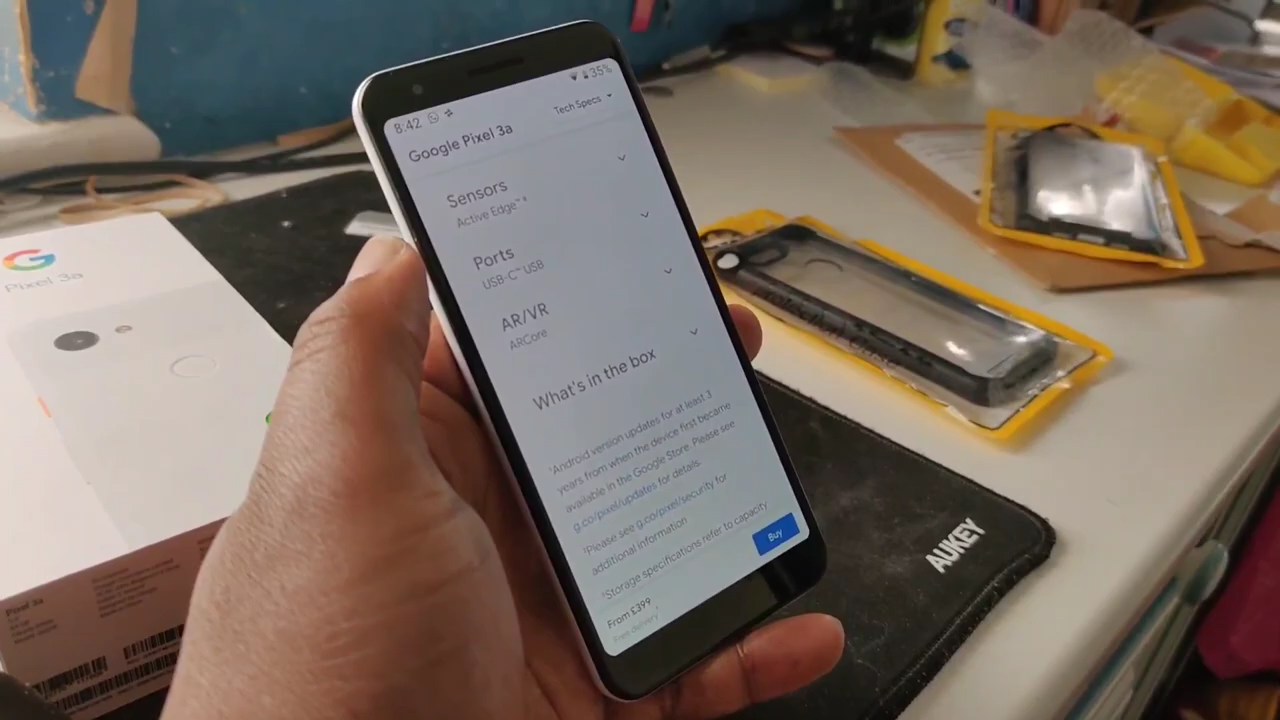 8:42
35%
Google Pixel 3a
Tech Specs
Sensors
Active Edge™*
Ports
USB-C™ USB
AR/VR
ARCore
What's in the box
¹Android version updates for at least 3
years from when the device first became
available in the Google Store. Please see
g.co/pixel/updates for details.
²Please see g.co/pixel/security for
additional information
³Storage specifications refer to capacity
From £399
Free delivery
Buy
G
Pixel 3a
Pixel 3a
AUKEY